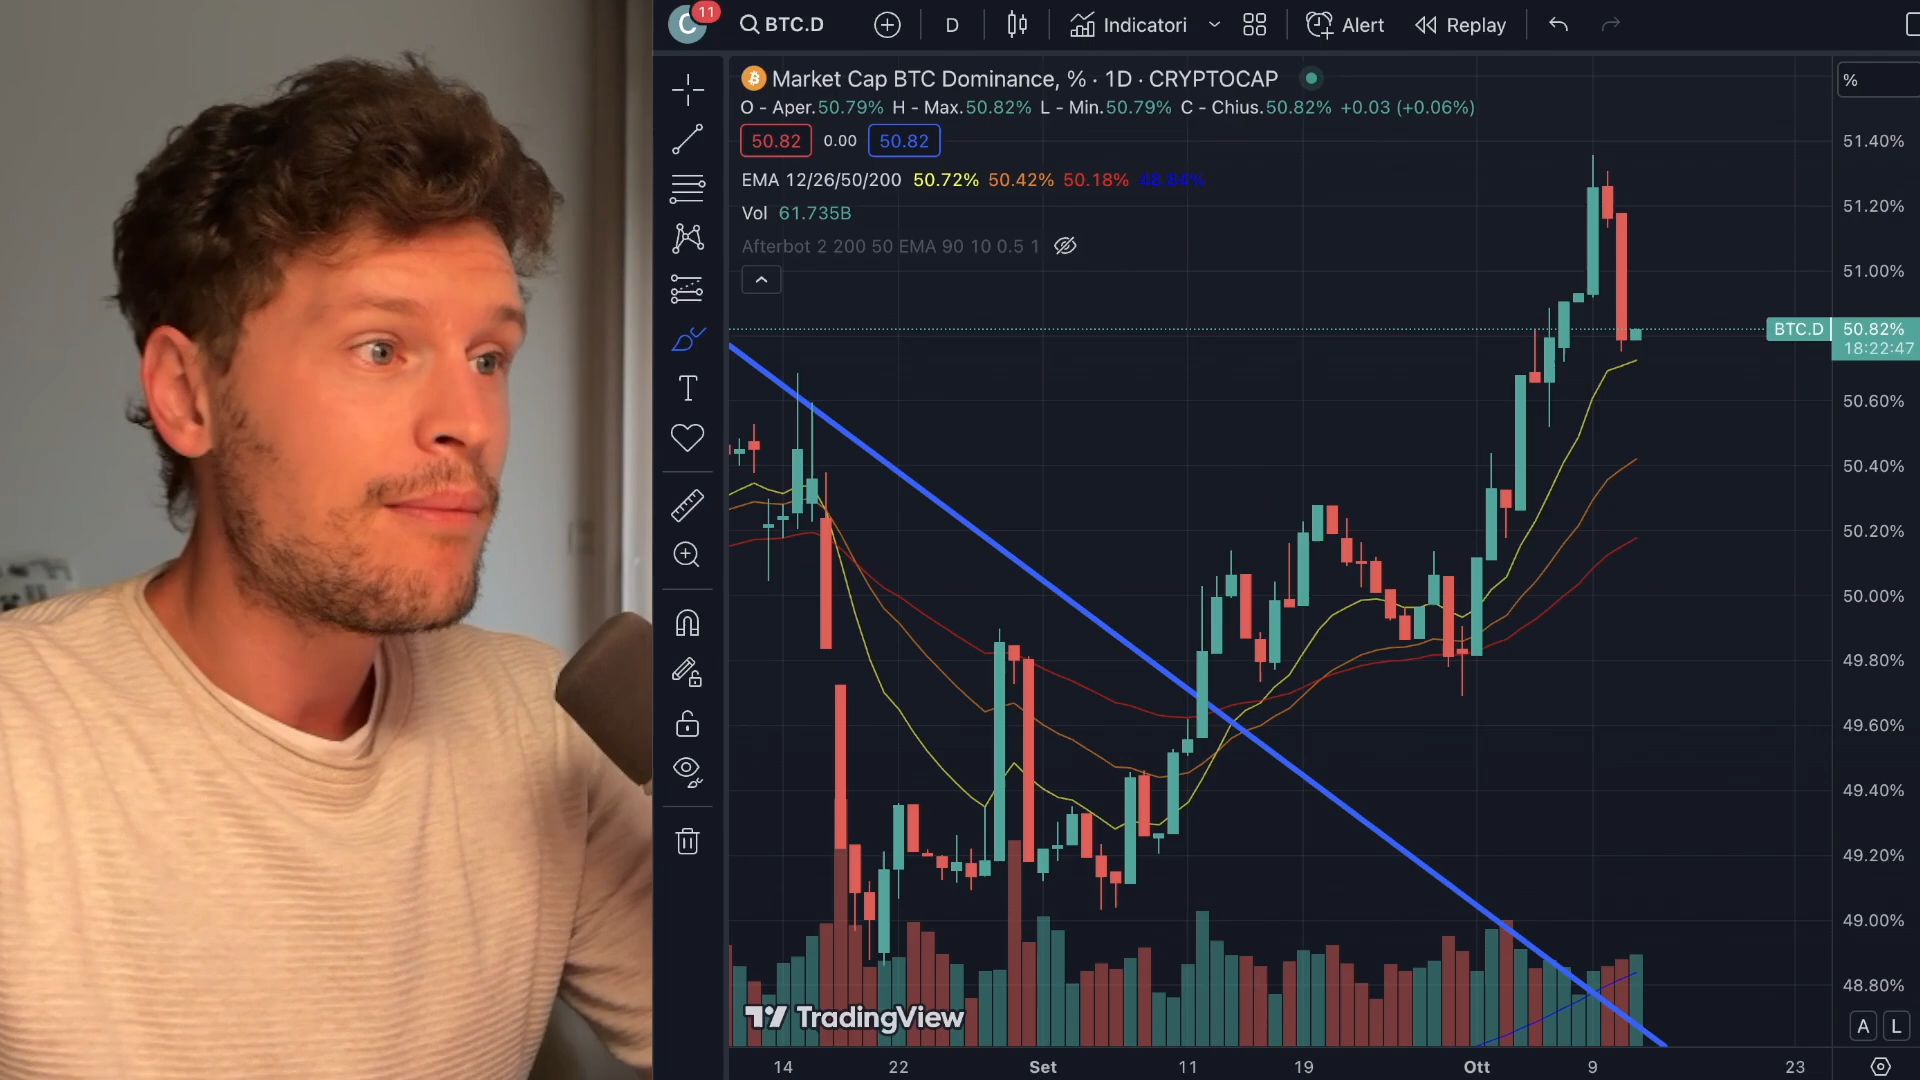 C 11 BTC.D D Indicatori Alert Replay
Market Cap BTC Dominance, % · 1D · CRYPTOCAP
O - Aper.50.79% H - Max.50.82% L - Min.50.79% C - Chius.50.82% +0.03 (+0.06%)
50.82 0.00 50.82
EMA 12/26/50/200 50.72% 50.42% 50.18% 48.84%
Vol 61.735B
Afterbot 2 200 50 EMA 90 10 0.5 1
T
%
51.40%
51.20%
51.00%
BTC.D 50.82%
18:22:47
50.60%
50.40%
50.20%
50.00%
49.80%
49.60%
49.40%
49.20%
49.00%
48.80%
A L
TradingView
14 22 Set 11 19 Ott 9 23